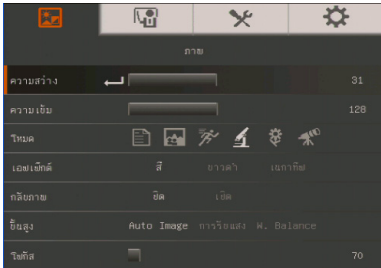 ภาพ
ความสว่าง 31
ความเข้ม 128
โหมด
เอฟเฟ็กต์ สี ขาวดำ เนกาทีฟ
กลับภาพ ปิด เปิด
ขั้นสูง Auto Image การรับแสง W. Balance
โฟกัส 70